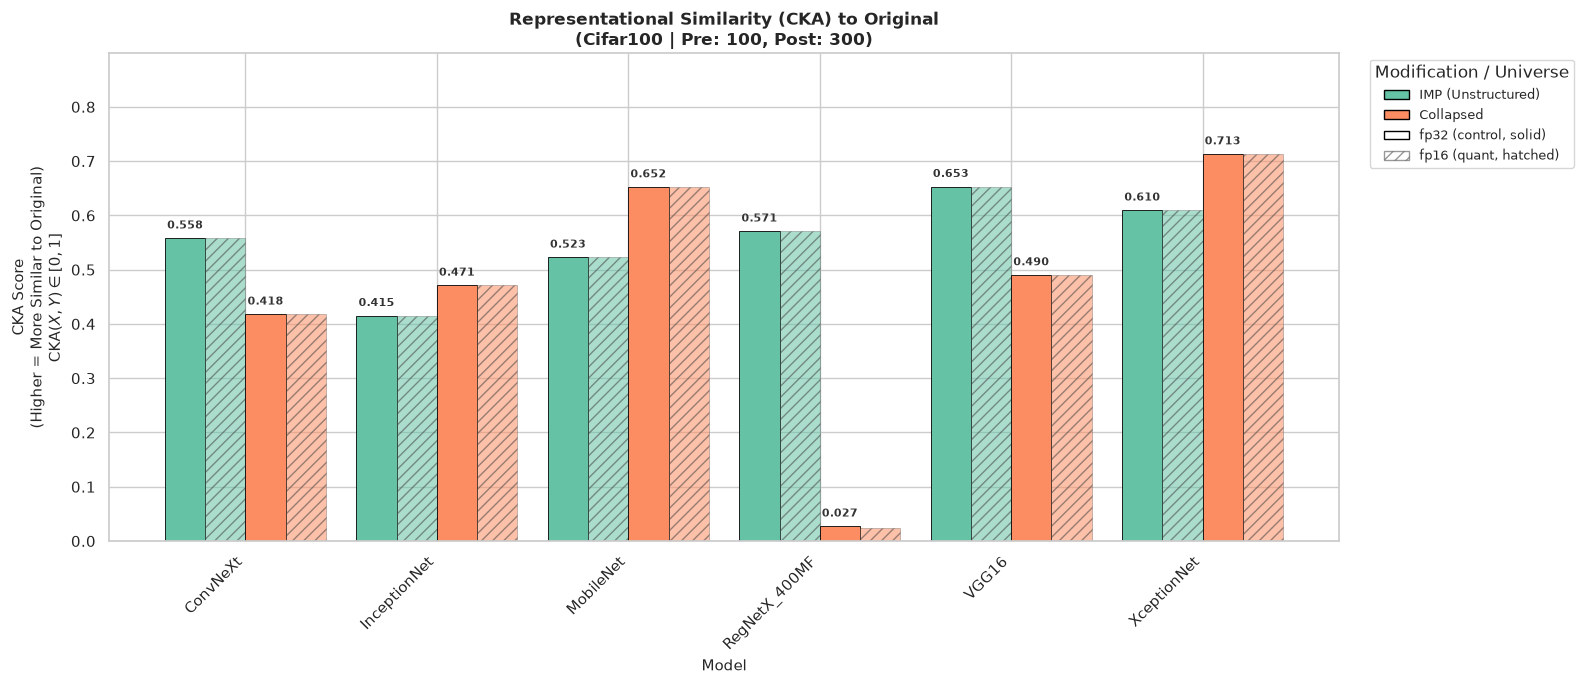 Representational Similarity (CKA) to Original
(Cifar100 | Pre: 100, Post: 300)
CKA Score
(Higher = More Similar to Original)
CKA(X, Y) ∈ [0, 1]
0.8
0.7
0.6
0.5
0.4
0.3
0.2
0.1
0.0
0.558
0.418
0.415
0.471
0.523
0.652
0.571
0.027
0.653
0.490
0.610
0.713
ConvNeXt
InceptionNet
MobileNet
RegNetX_400MF
VGG16
XceptionNet
Model
Modification / Universe
IMP (Unstructured)
Collapsed
fp32 (control, solid)
fp16 (quant, hatched)